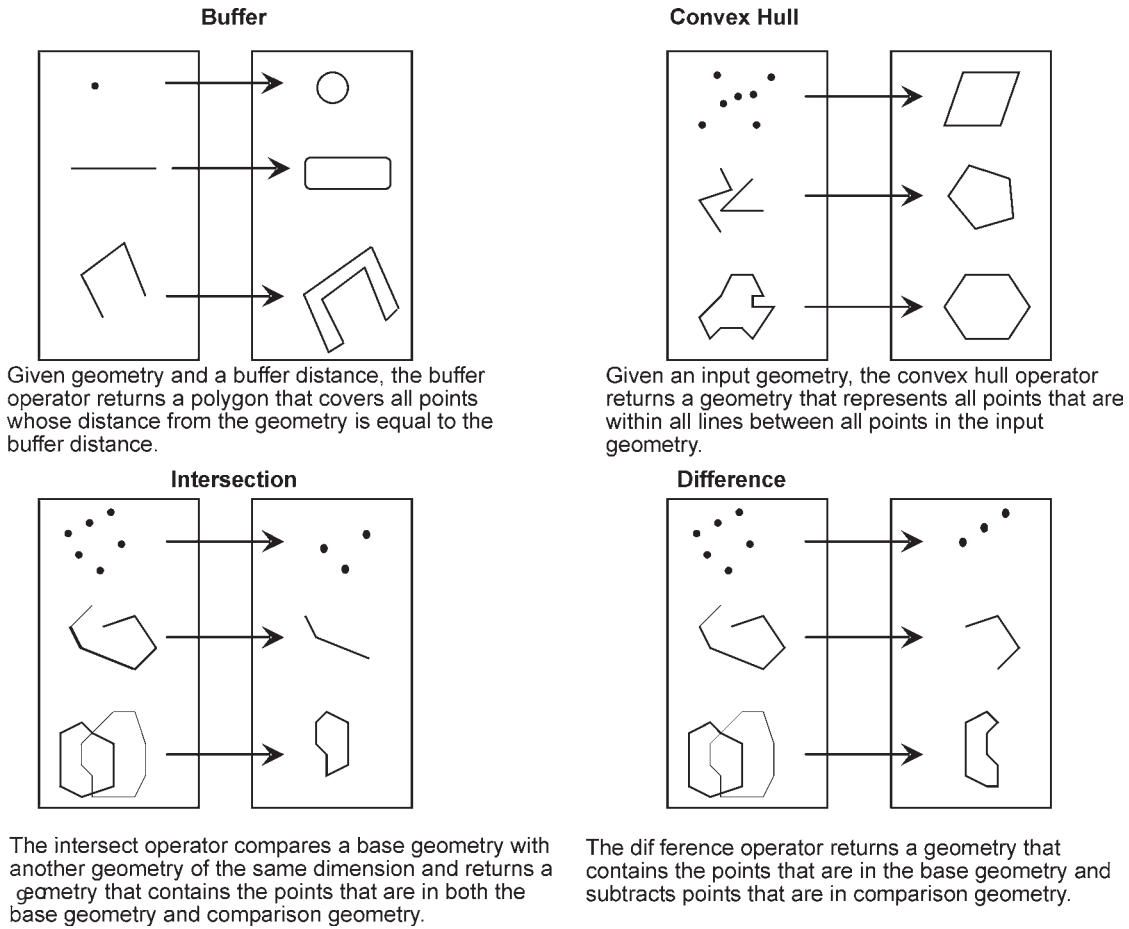 Buffer
Convex Hull
Given geometry and a buffer distance, the buffer
operator returns a polygon that covers all points
whose distance from the geometry is equal to the
buffer distance.
Given an input geometry, the convex hull operator
returns a geometry that represents all points that are
within all lines between all points in the input
geometry.
Intersection
Difference
The intersect operator compares a base geometry with
another geometry of the same dimension and returns a
geometry that contains the points that are in both the
base geometry and comparison geometry.
The dif ference operator returns a geometry that
contains the points that are in the base geometry and
subtracts points that are in comparison geometry.